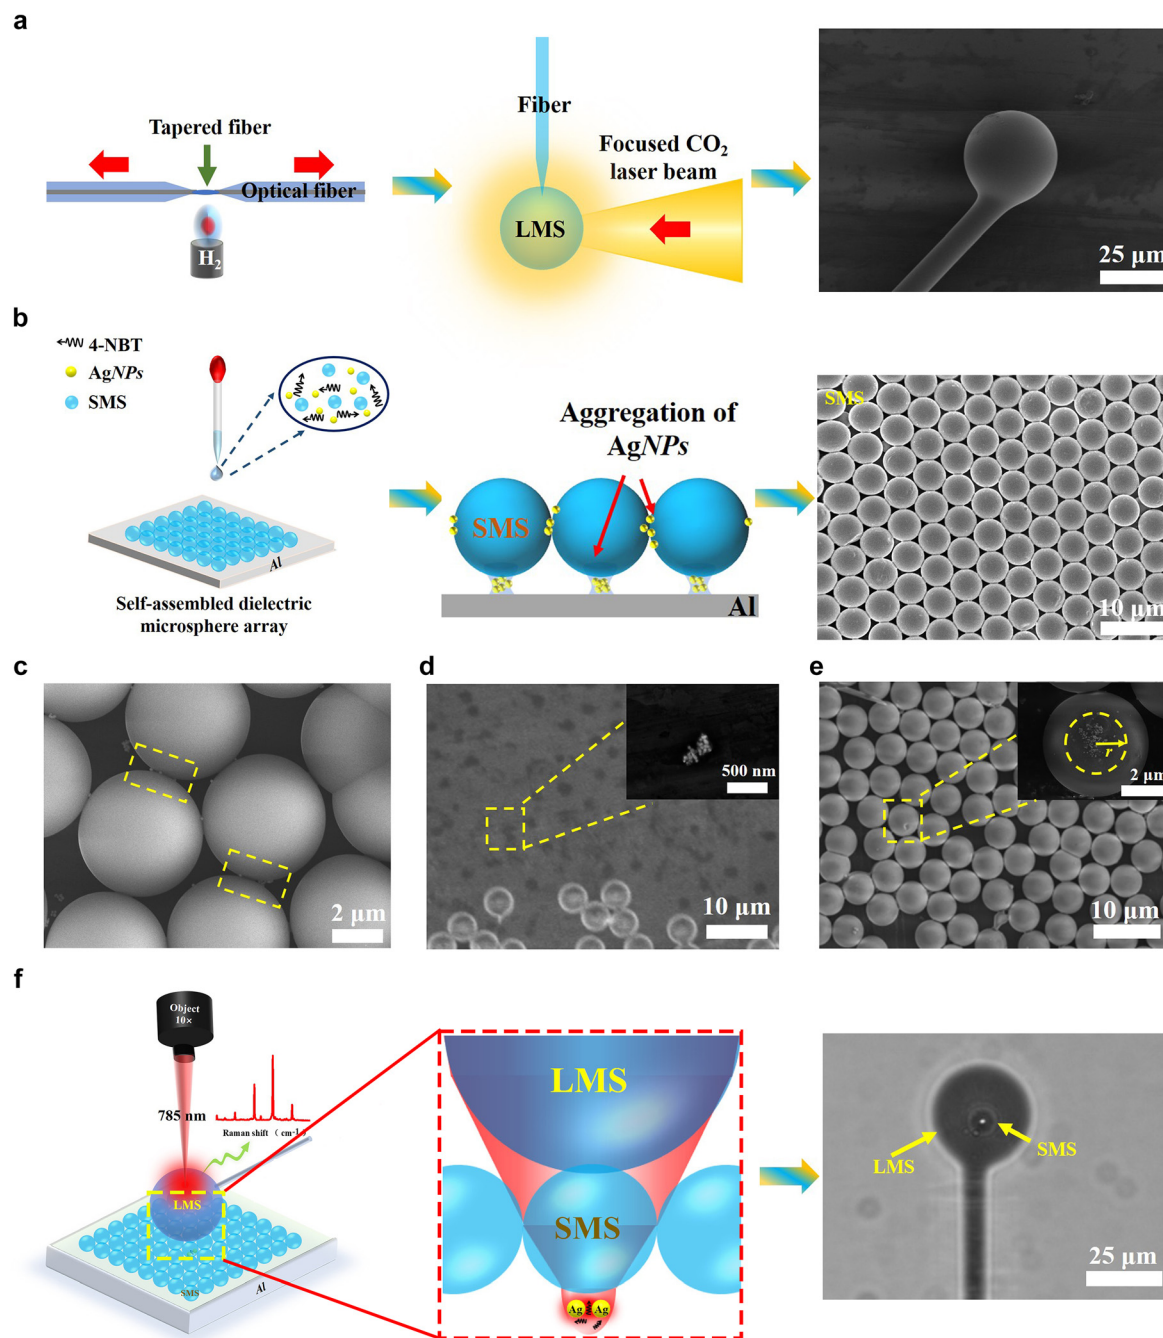 a
Tapered fiber
Optical fiber
H2
Fiber
LMS
Focused CO2
laser beam
25 μm
b
4-NBT
AgNPs
SMS
Al
Self-assembled dielectric
microsphere array
Aggregation of
AgNPs
SMS
Al
SMS
10 μm
c
2 μm
d
500 nm
10 μm
e
r
2 μm
10 μm
f
Object
10×
785 nm
Raman shift ( cm-1 )
LMS
SMS
Al
LMS
SMS
Ag
Ag
LMS
SMS
25 μm